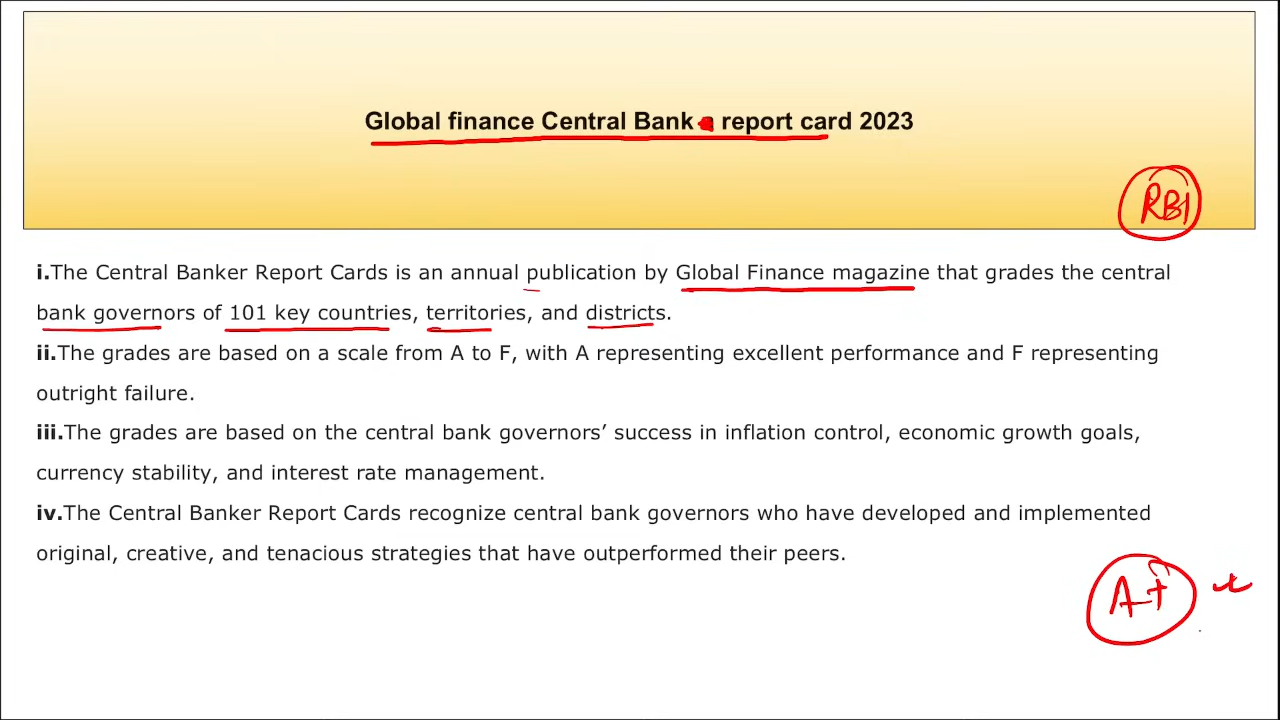 Global finance Central Bank report card 2023
RBI
i.The Central Banker Report Cards is an annual publication by Global Finance magazine that grades the central
bank governors of 101 key countries, territories, and districts.
ii.The grades are based on a scale from A to F, with A representing excellent performance and F representing
outright failure.
iii.The grades are based on the central bank governors’ success in inflation control, economic growth goals,
currency stability, and interest rate management.
iv.The Central Banker Report Cards recognize central bank governors who have developed and implemented
original, creative, and tenacious strategies that have outperformed their peers.
A+